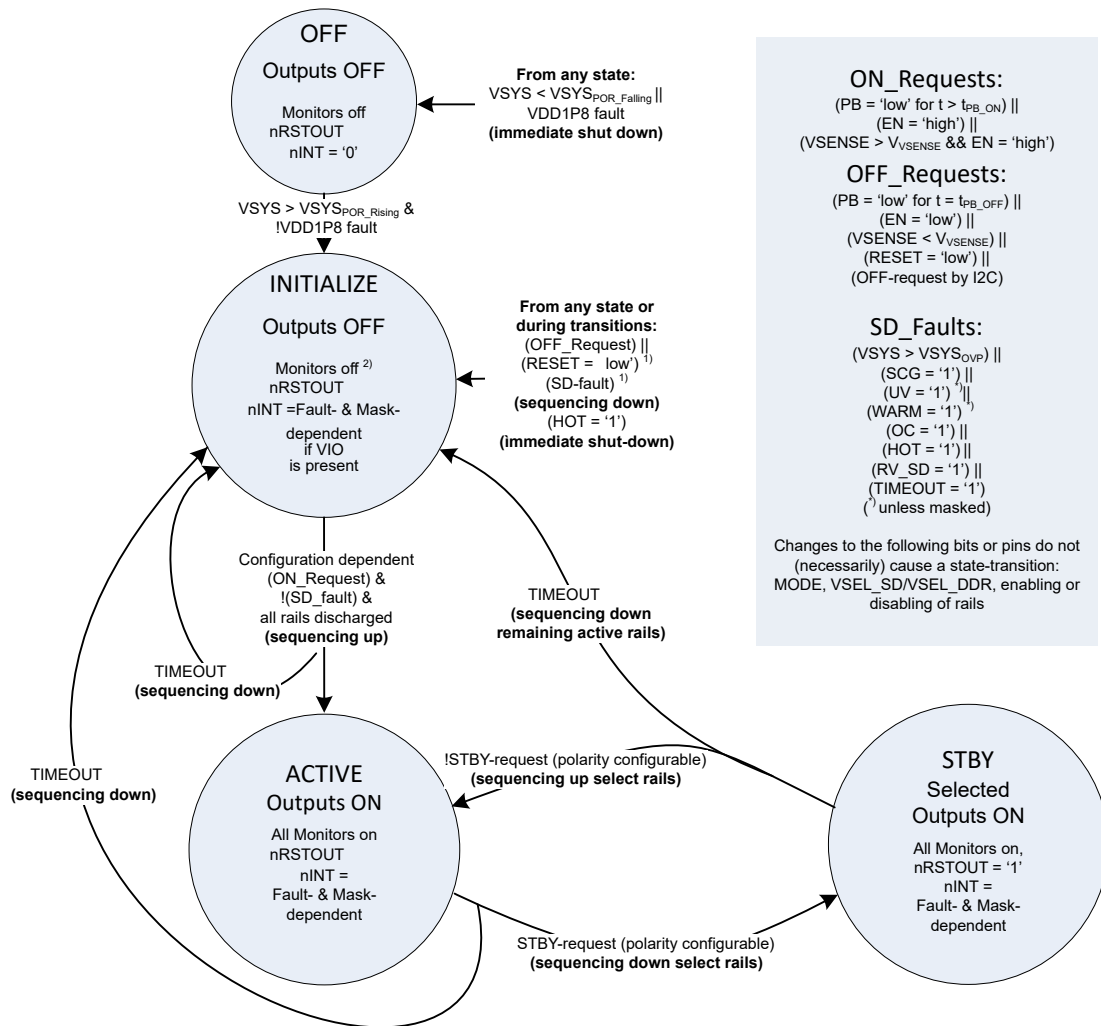 OFF
Outputs OFF
Monitors off
nRSTOUT
nINT = ‘0’
From any state:
VSYS < VSYSPOR_Falling ||
VDD1P8 fault
(immediate shut down)
VSYS > VSYSPOR_Rising &
!VDD1P8 fault
INITIALIZE
Outputs OFF
Monitors off 2)
nRSTOUT
nINT =Fault- & Mask-
dependent
if VIO
is present
From any state or
during transitions:
(OFF_Request) ||
(RESET = low’) 1)
(SD-fault) 1)
(sequencing down)
(HOT = ‘1’)
(immediate shut-down)
Configuration dependent
(ON_Request) &
!(SD_fault) &
all rails discharged
(sequencing up)
TIMEOUT
(sequencing down)
TIMEOUT
(sequencing down
remaining active rails)
TIMEOUT
(sequencing down)
!STBY-request (polarity configurable)
(sequencing up select rails)
ACTIVE
Outputs ON
All Monitors on
nRSTOUT
nINT =
Fault- & Mask-
dependent
STBY-request (polarity configurable)
(sequencing down select rails)
STBY
Selected
Outputs ON
All Monitors on,
nRSTOUT = ‘1’
nINT =
Fault- & Mask-
dependent
ON_Requests:
(PB = ‘low’ for t > tPB_ON) ||
(EN = ‘high’) ||
(VSENSE > VVSENSE && EN = ‘high’)
OFF_Requests:
(PB = ‘low’ for t = tPB_OFF) ||
(EN = ‘low’) ||
(VSENSE < VVSENSE) ||
(RESET = ‘low’) ||
(OFF-request by I2C)
SD_Faults:
(VSYS > VSYSOVP) ||
(SCG = ‘1’) ||
(UV = ‘1’) *)||
(WARM = ‘1’) *)
(OC = ‘1’) ||
(HOT = ‘1’) ||
(RV_SD = ‘1’) ||
(TIMEOUT = ‘1’)
(*) unless masked)
Changes to the following bits or pins do not
(necessarily) cause a state-transition:
MODE, VSEL_SD/VSEL_DDR, enabling or
disabling of rails